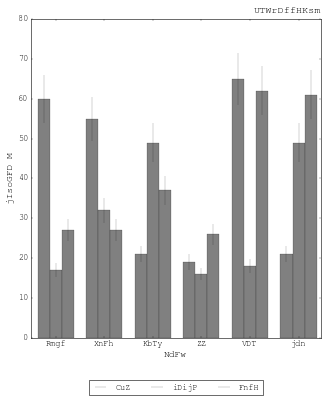 UTWrDffHKsm
80
70
60
50
40
30
20
10
0
jIsoGFD M
Rmgf XnFh KbTy ZZ VDT jdn
NdFw
CuZ iDijF FnfH